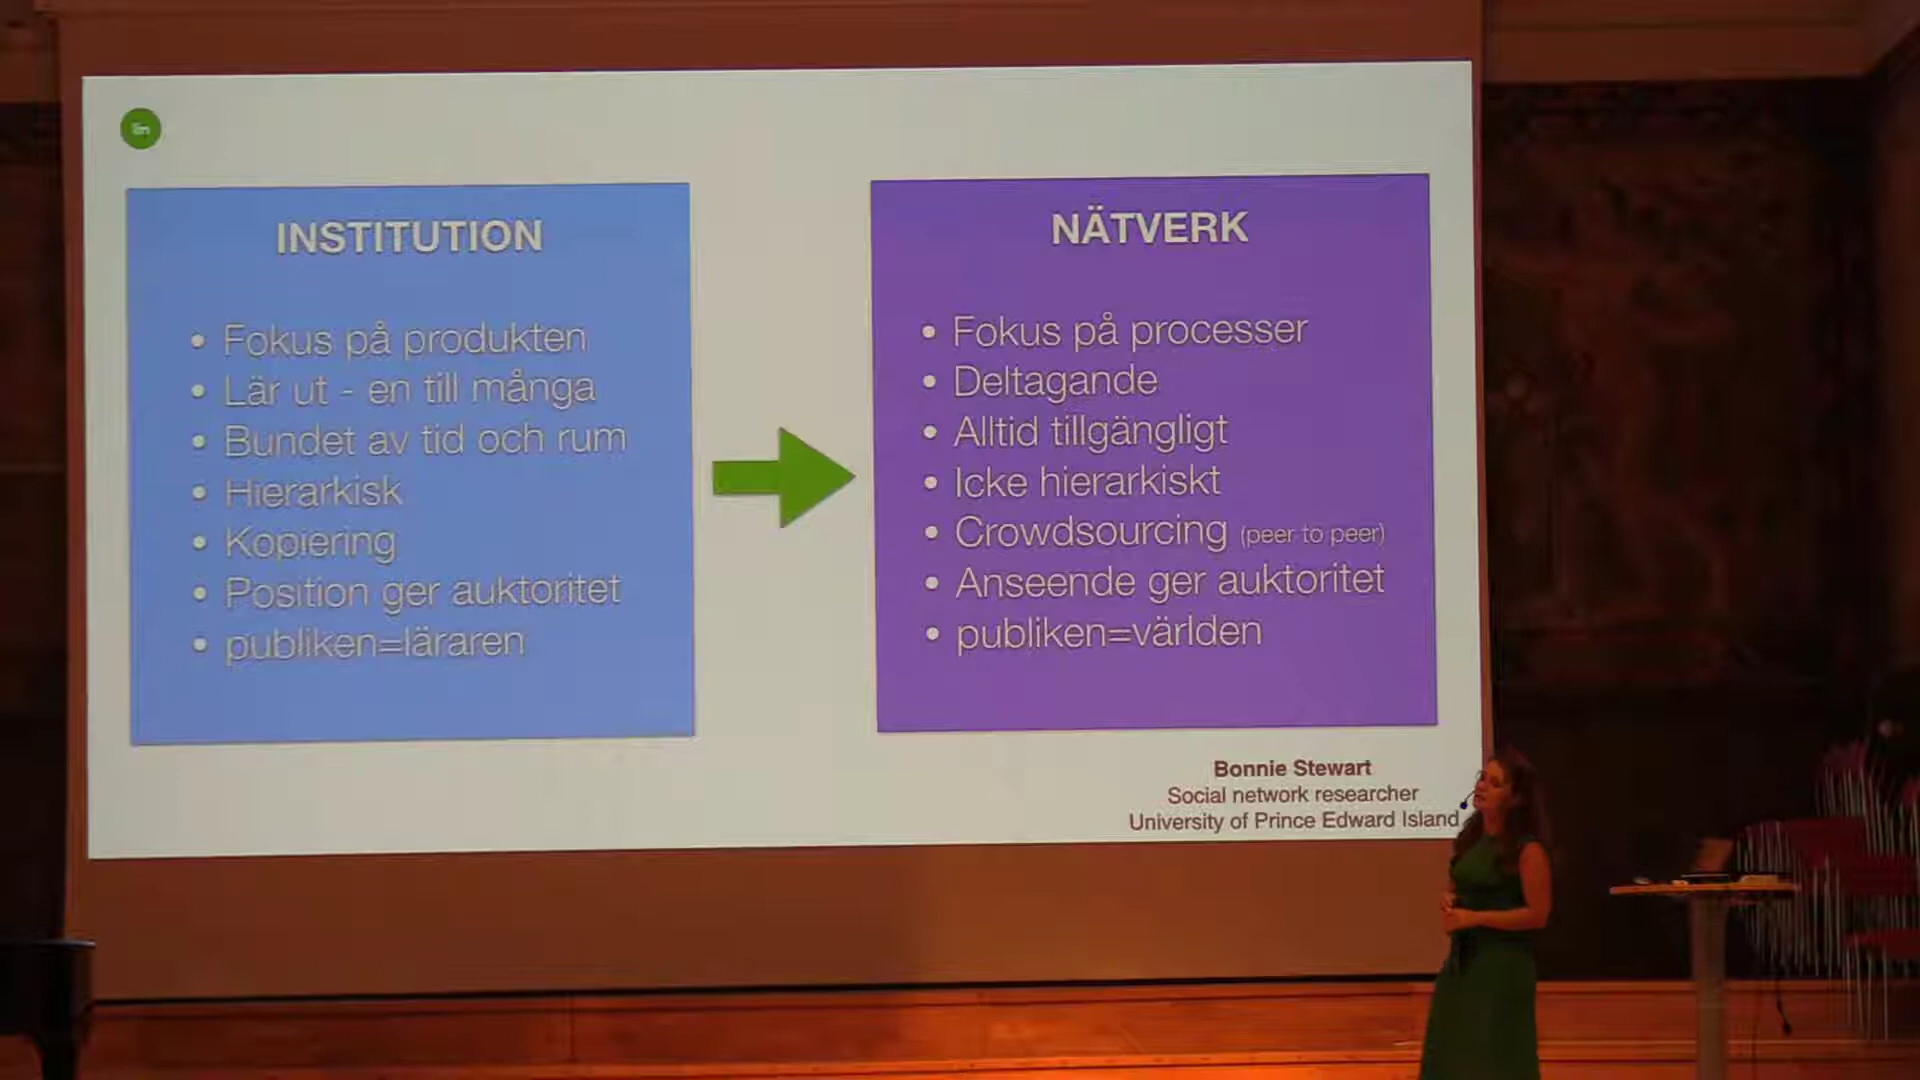 INSTITUTION
• Fokus på produkten
• Lär ut - en till många
• Bundet av tid och rum
• Hierarkisk
• Kopiering
• Position ger auktoritet
• publiken=läraren
NÄTVERK
• Fokus på processer
• Deltagande
• Alltid tillgängligt
• Icke hierarkiskt
• Crowdsourcing (peer to peer)
• Anseende ger auktoritet
• publiken=världen
Bonnie Stewart
Social network researcher
University of Prince Edward Island